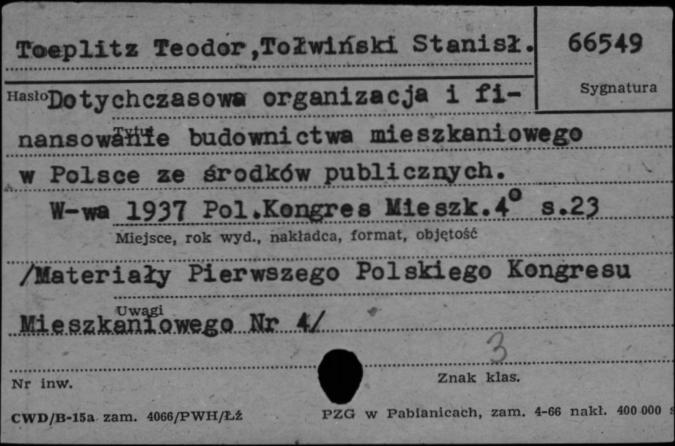 Toeplitz Teodor,Tołwiński Stanisł.
66549
Sygnatura
Hasło Dotychczasowa organizacja i fi-
nansowanie budownictwa mieszkaniowego
Tytuł
w Polsce ze środków publicznych.
W-wa 1937 Pol.Kongres Mieszk.4° s.23
Miejsce, rok wyd., nakładca, format, objętość
/Materiały Pierwszego Polskiego Kongresu
Uwagi
Mieszkaniowego Nr 4/
3
Nr inw.
Znak klas.
CWD/B-15a zam. 4066/PWH/Łź
PZG w Pabianicach, zam. 4-66 nakł. 400 000 s